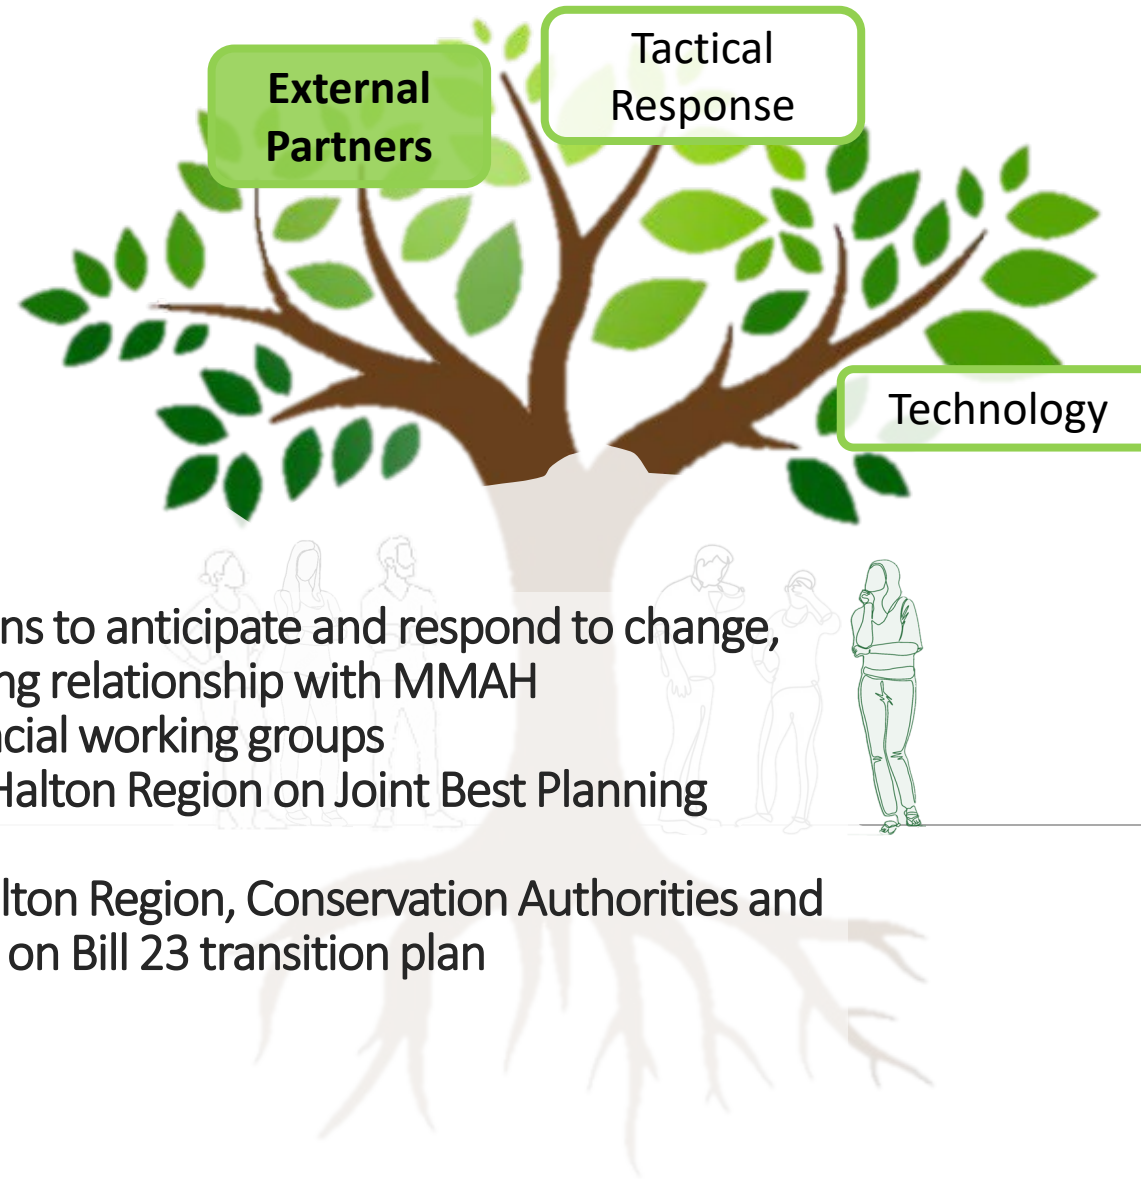 External
Partners
Tactical
Response
Technology
ns to anticipate and respond to change,
ng relationship with MMAH
ncial working groups
Halton Region on Joint Best Planning
lton Region, Conservation Authorities and
on Bill 23 transition plan